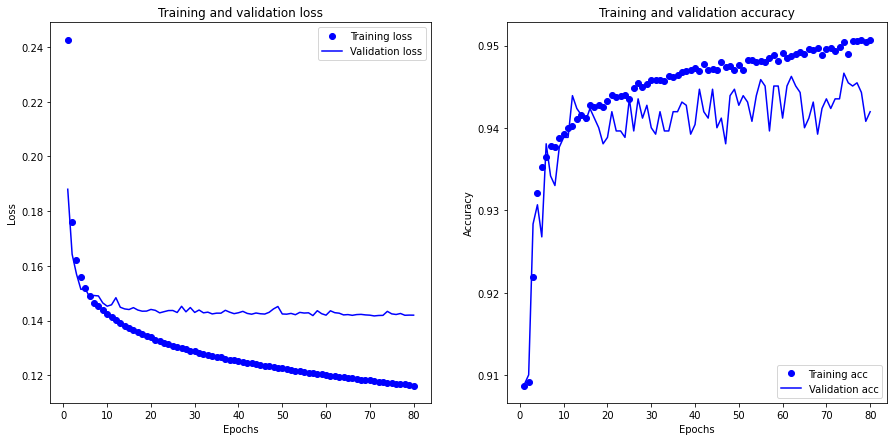 Training and validation loss
Training loss
Validation loss
0.24
0.22
0.20
0.18
0.16
0.14
0.12
Loss
0 10 20 30 40 50 60 70 80
Epochs
Training and validation accuracy
0.95
0.94
0.93
0.92
0.91
Accuracy
Training acc
Validation acc
0 10 20 30 40 50 60 70 80
Epochs